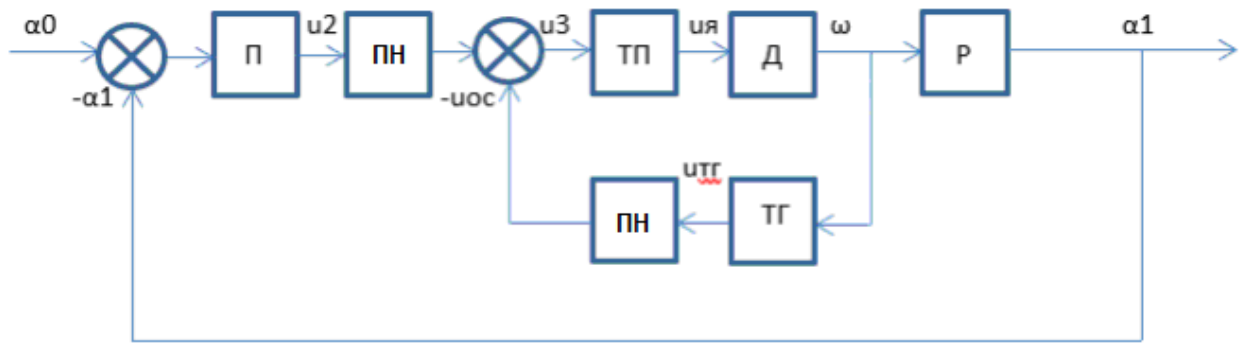 α0
-α1
П
u2
ПН
-uос
u3
ТП
uя
Д
ω
Р
α1
uтг
ПН
ТГ